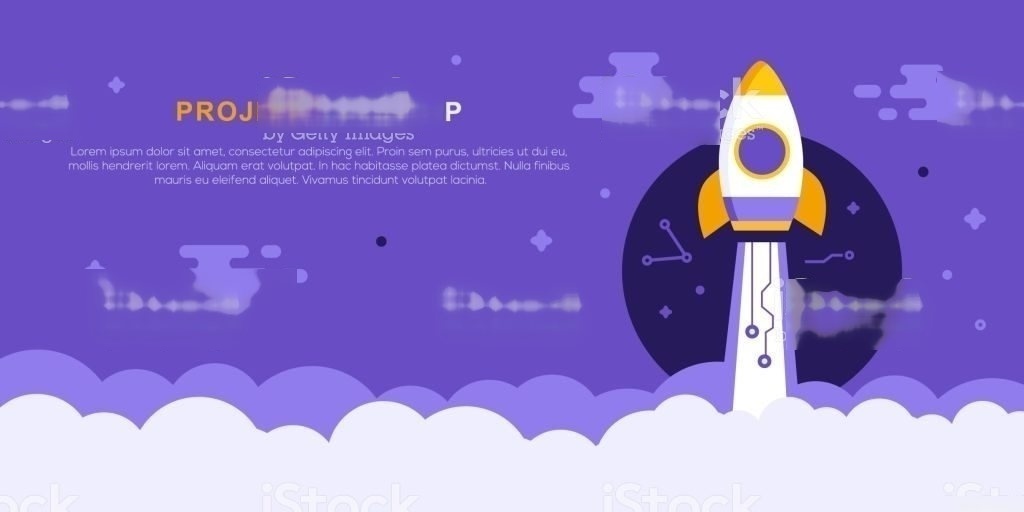 PROJ P
by Getty Images
Lorem ipsum dolor sit amet, consectetur adipiscing elit. Proin sem purus, ultricies ut dui eu,
mollis hendrerit lorem. Aliquam erat volutpat. In hac habitasse platea dictumst. Nulla finibus
mauris eu eleifend aliquet. Vivamus tincidunt volutpat lacinia.
iStock iStock